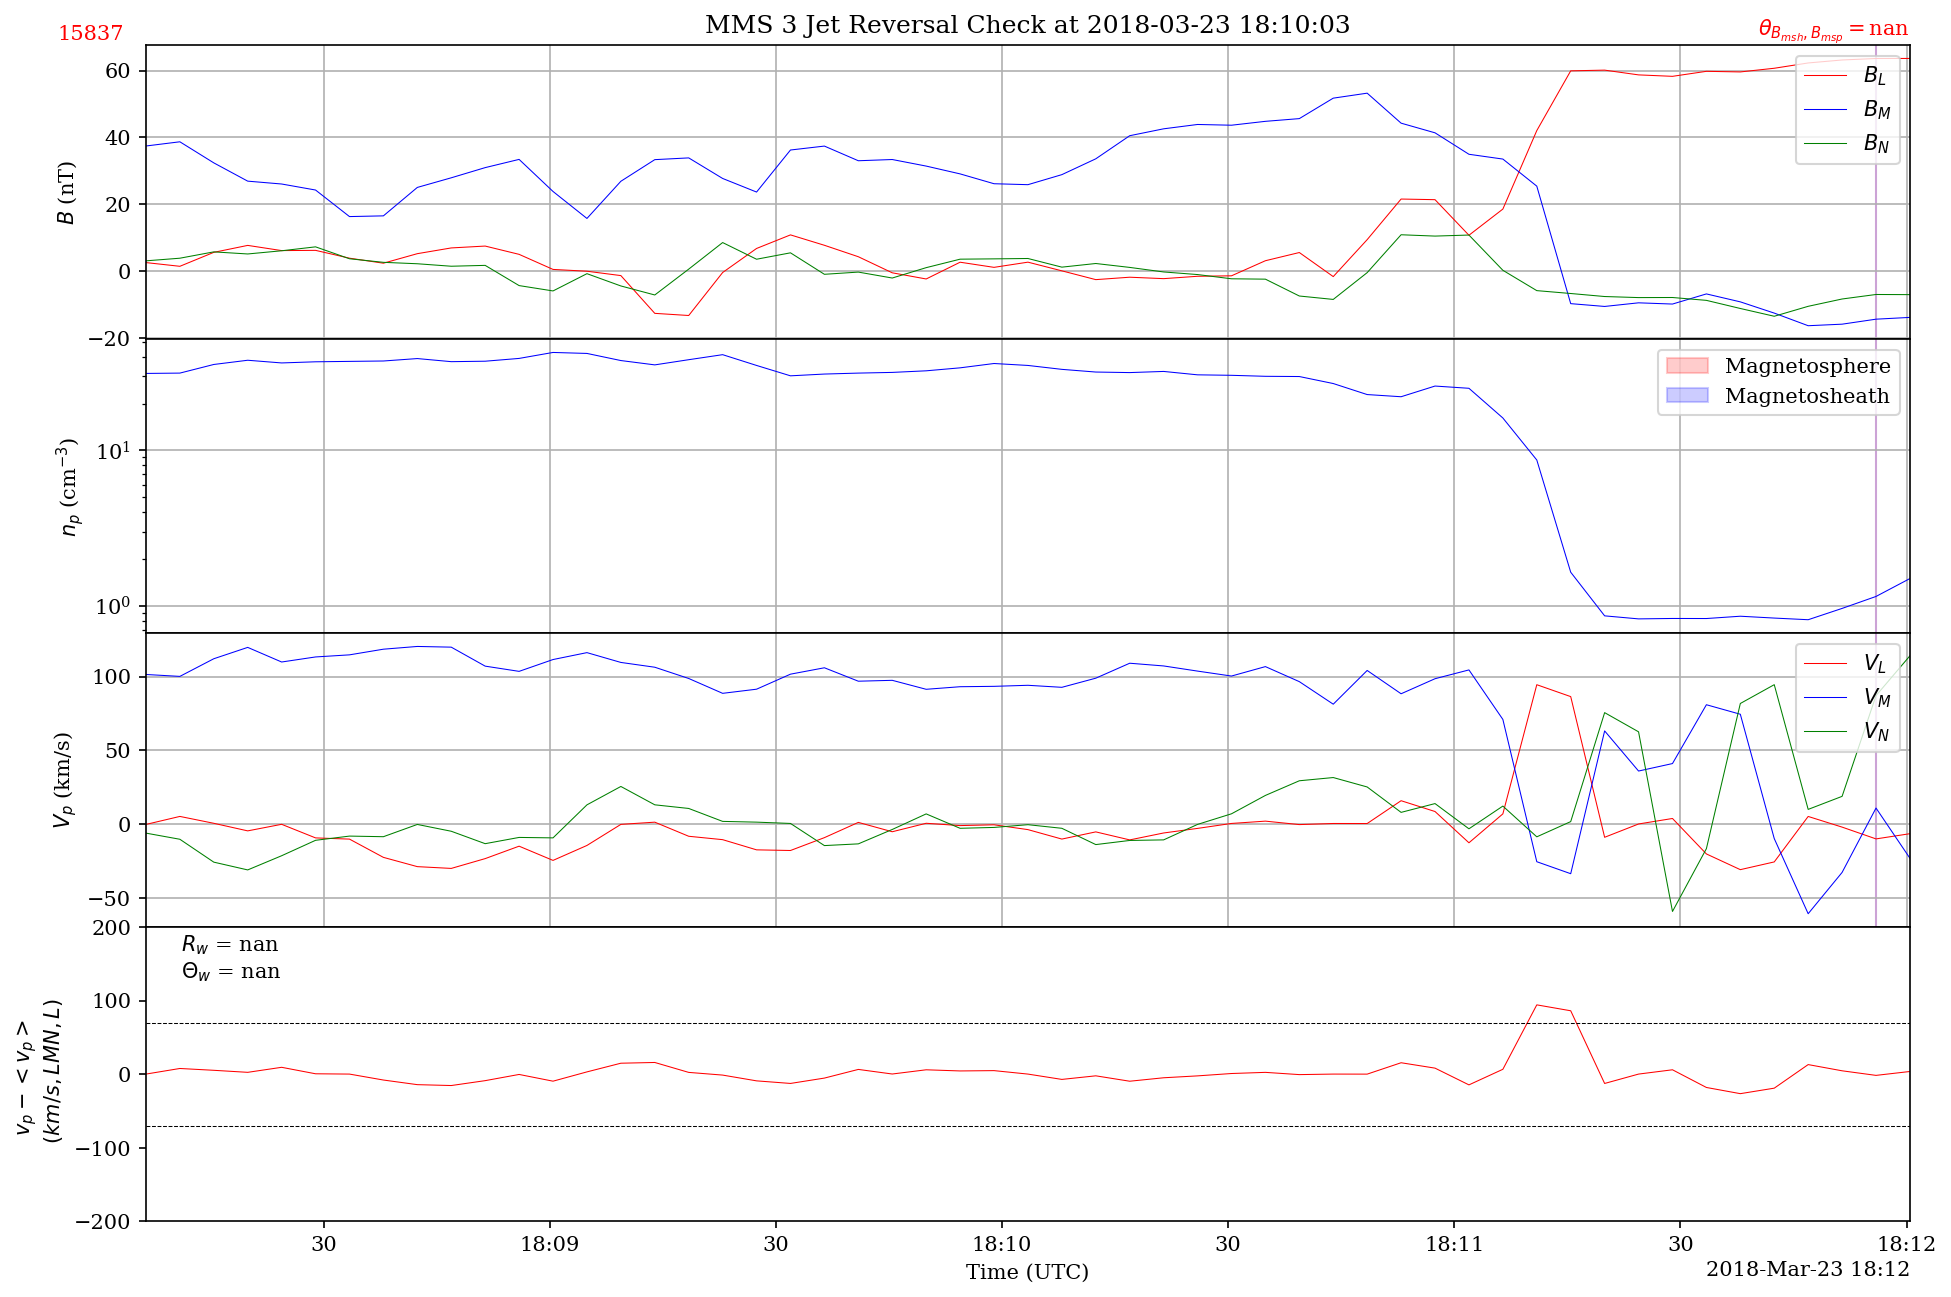 MMS 3 Jet Reversal Check at 2018-03-23 18:10:03
15837
θ_{B_{msh}, B_{msp}} = nan
60
40
20
0
−20
B (nT)
B_L
B_M
B_N
10^1
10^0
n_p (cm^{−3})
Magnetosphere
Magnetosheath
100
50
0
−50
V_p (km/s)
V_L
V_M
V_N
200
100
0
−100
−200
v_p − < v_p >
(km/s, LMN, L)
R_w = nan
Θ_w = nan
30
18:09
30
18:10
30
18:11
30
18:12
Time (UTC)
2018-Mar-23 18:12